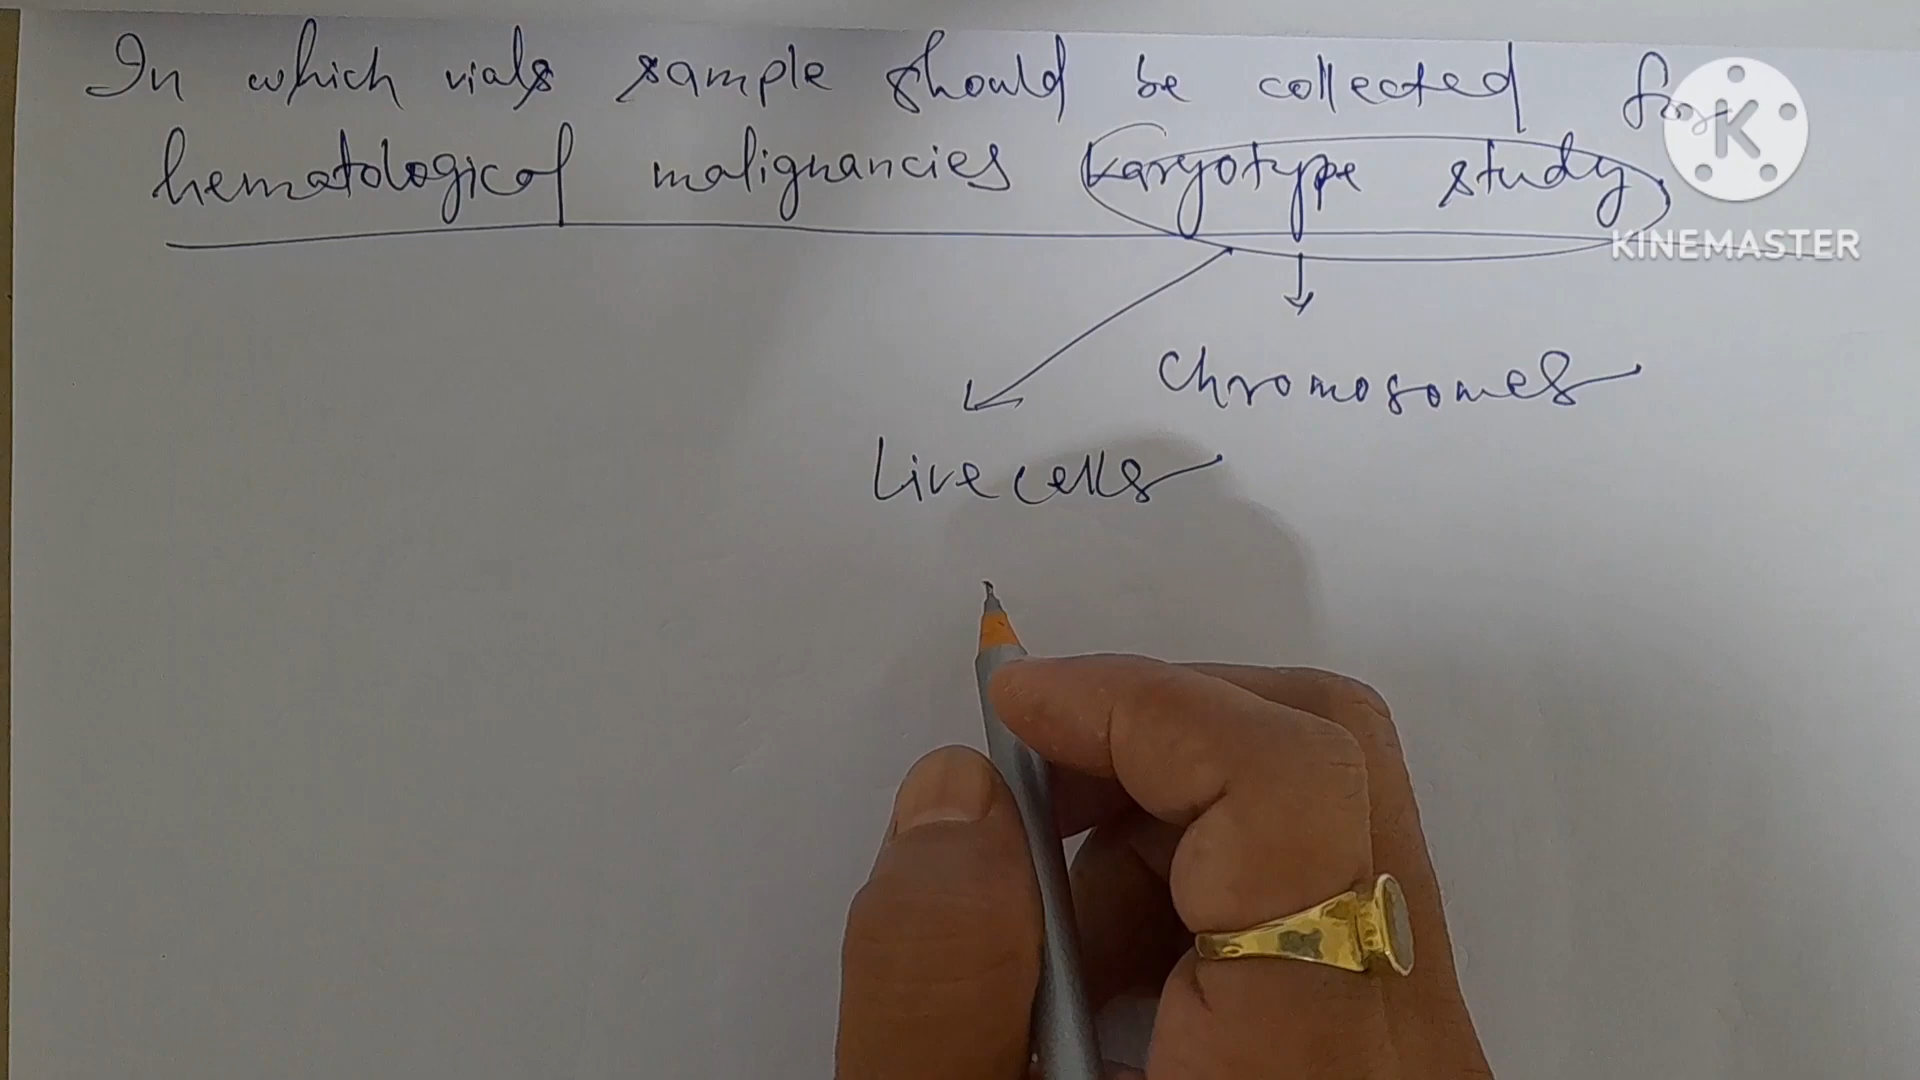 In which vials sample should be collected for
hematological malignancies Karyotype study
K
KINEMASTER
Chromosomes
Live cells